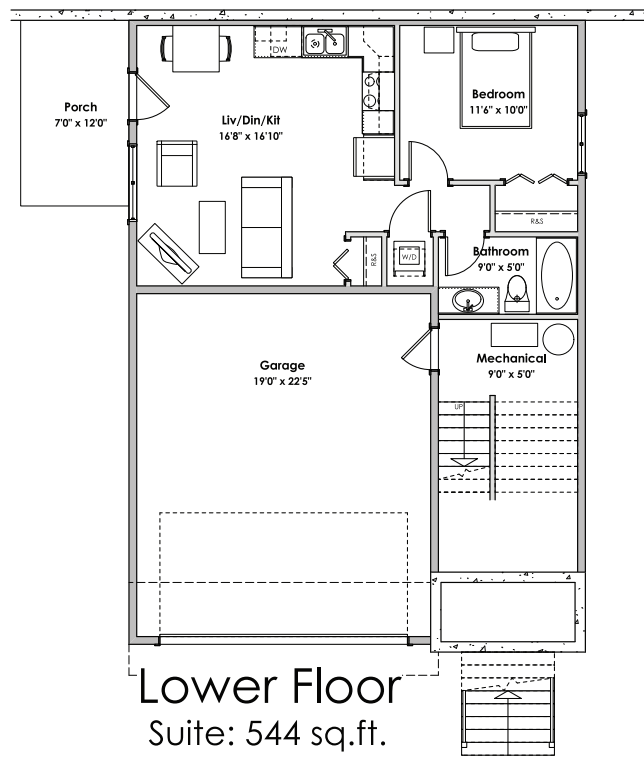 DW
Bedroom
11'6" x 10'0"
Porch
7'0" x 12'0"
Liv/Din/Kit
16'8" x 16'10"
R&S
R&S
W/D
Bathroom
9'0" x 5'0"
Garage
19'0" x 22'5"
Mechanical
9'0" x 5'0"
UP
Lower Floor
Suite: 544 sq.ft.